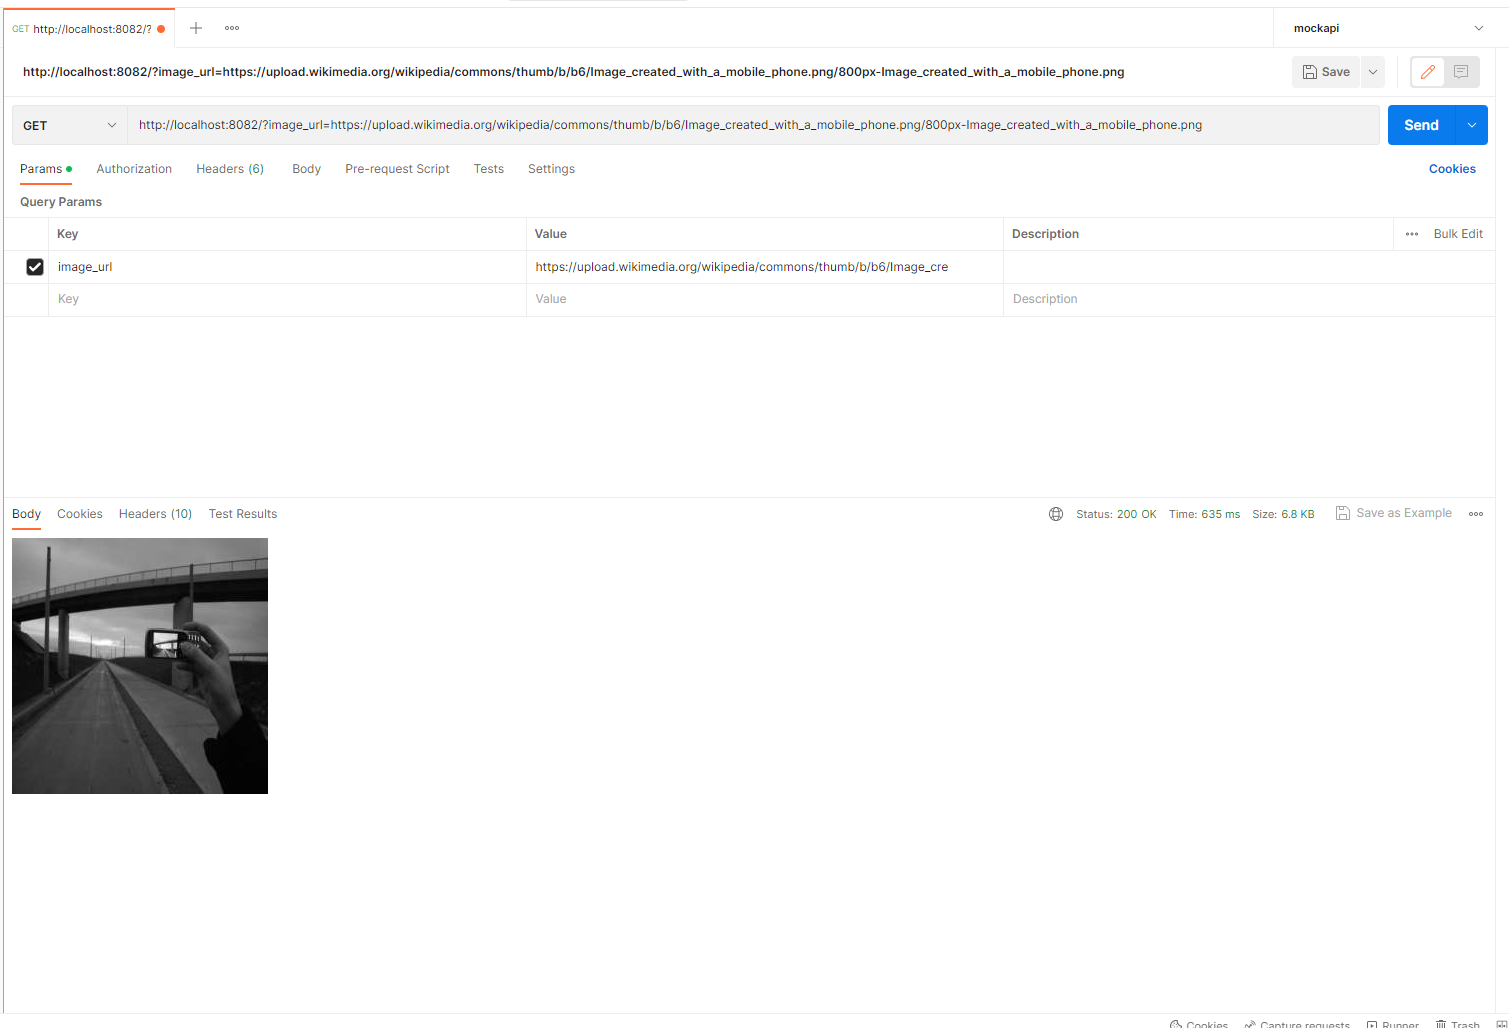 GET http://localhost:8082/?
mockapi
http://localhost:8082/?image_url=https://upload.wikimedia.org/wikipedia/commons/thumb/b/b6/Image_created_with_a_mobile_phone.png/800px-Image_created_with_a_mobile_phone.png
Save
GET http://localhost:8082/?image_url=https://upload.wikimedia.org/wikipedia/commons/thumb/b/b6/Image_created_with_a_mobile_phone.png/800px-Image_created_with_a_mobile_phone.png Send
Params Authorization Headers (6) Body Pre-request Script Tests Settings Cookies
Query Params
Key Value Description Bulk Edit
image_url https://upload.wikimedia.org/wikipedia/commons/thumb/b/b6/Image_cre
Key Value Description
Body Cookies Headers (10) Test Results Status: 200 OK Time: 635 ms Size: 6.8 KB Save as Example
Cookies Capture requests Runner Trash